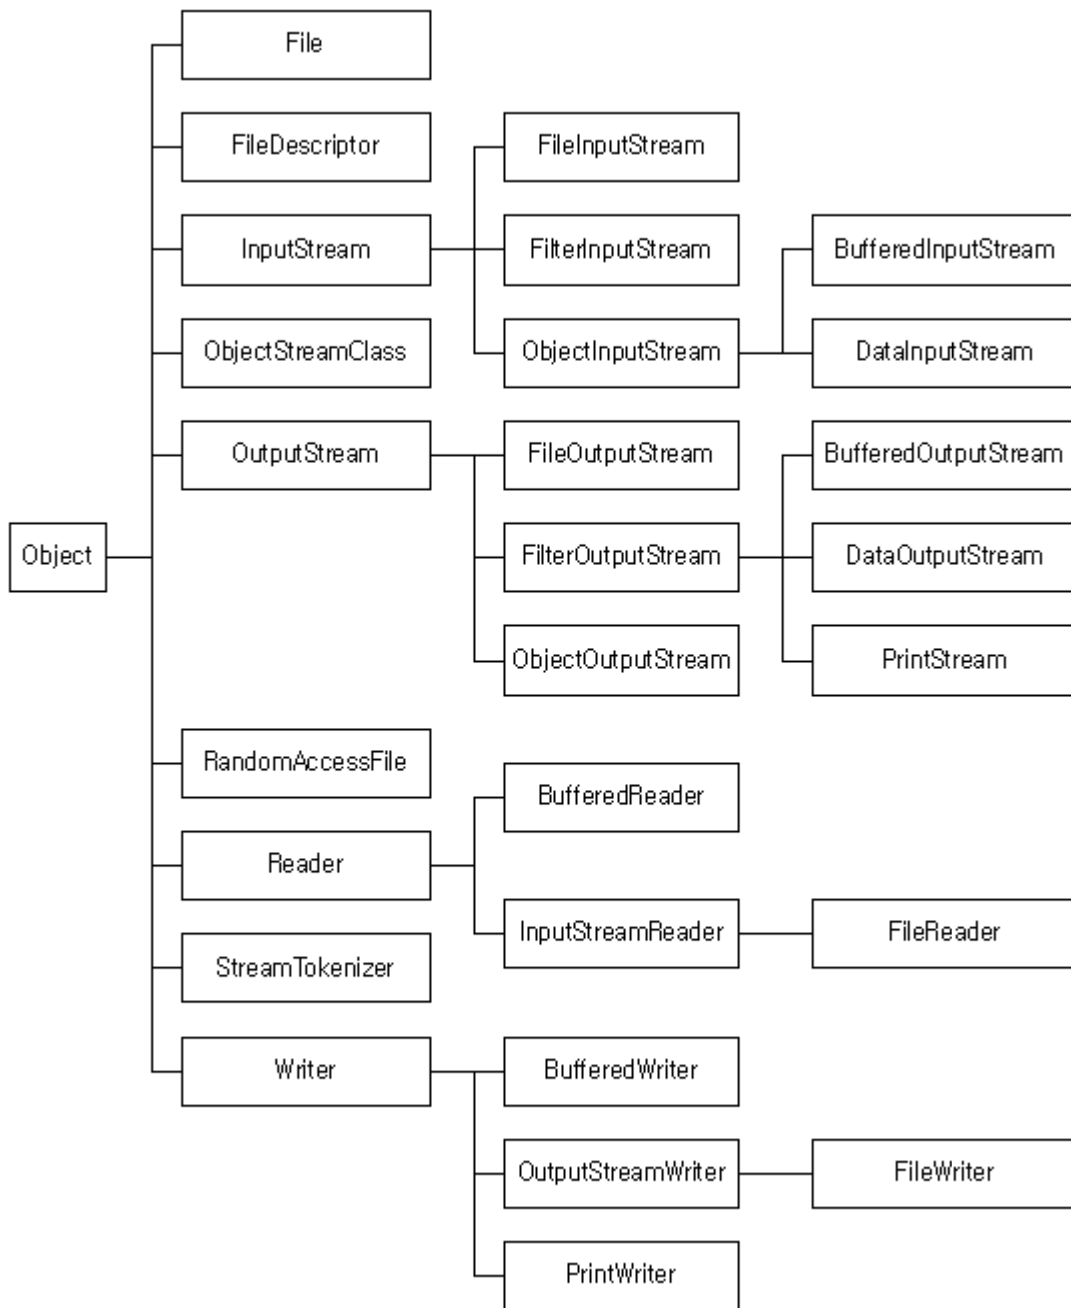 File
FileDescriptor
FileInputStream
InputStream
FilterInputStream
BufferedInputStream
ObjectStreamClass
ObjectInputStream
DataInputStream
OutputStream
FileOutputStream
BufferedOutputStream
Object
FilterOutputStream
DataOutputStream
ObjectOutputStream
PrintStream
RandomAccessFile
BufferedReader
Reader
InputStreamReader
FileReader
StreamTokenizer
Writer
BufferedWriter
OutputStreamWriter
FileWriter
PrintWriter